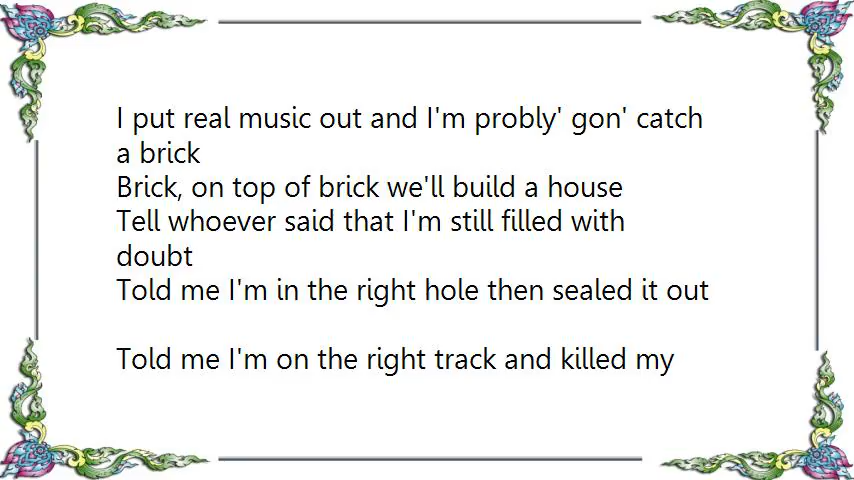 I put real music out and I'm probly' gon' catch
a brick
Brick, on top of brick we'll build a house
Tell whoever said that I'm still filled with
doubt
Told me I'm in the right hole then sealed it out
Told me I'm on the right track and killed my